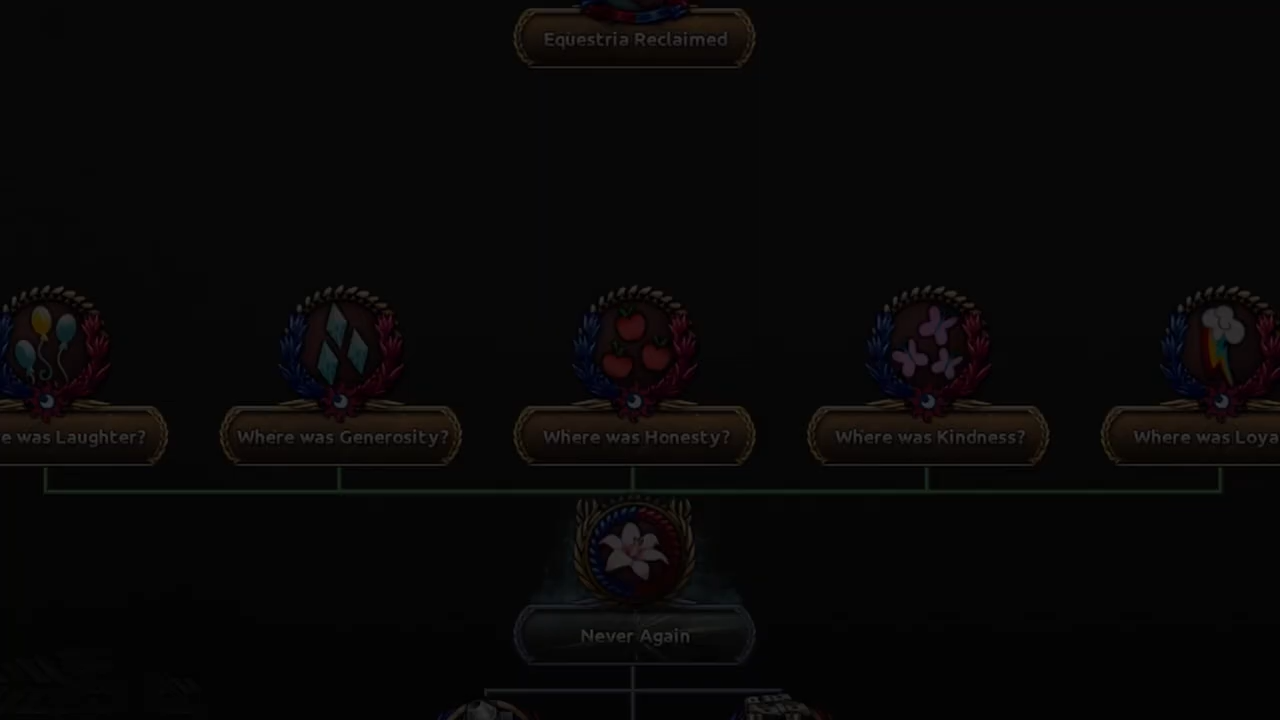 Equestria Reclaimed
e was Laughter?
Where was Generosity?
Where was Honesty?
Where was Kindness?
Where was Loya
Never Again